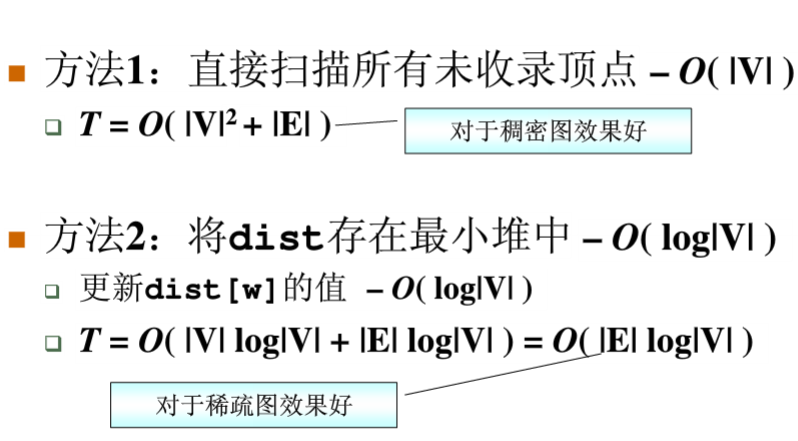 方法1：直接扫描所有未收录顶点 – O( |V| )
T = O( |V|² + |E| )
对于稠密图效果好
方法2：将dist存在最小堆中 – O( log|V| )
更新dist[w]的值 – O( log|V| )
T = O( |V| log|V| + |E| log|V| ) = O( |E| log|V| )
对于稀疏图效果好